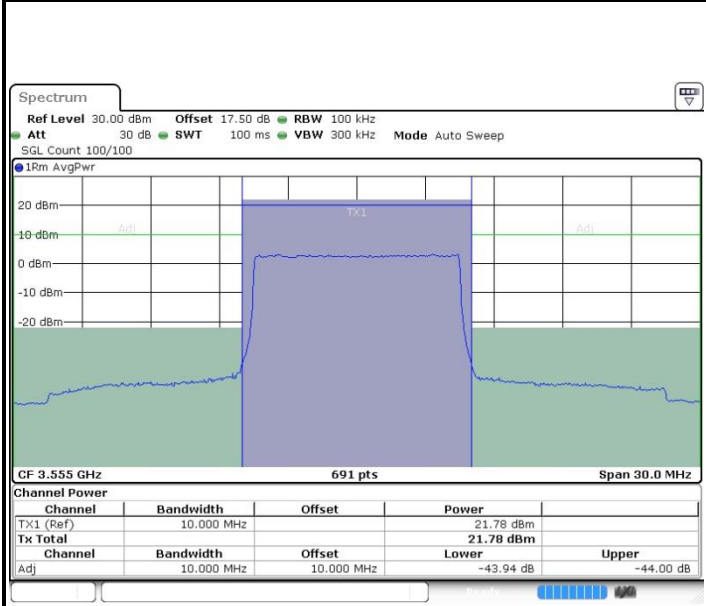 Spectrum
Ref Level 30.00 dBm Offset 17.50 dB RBW 100 kHz
Att 30 dB SWT 100 ms VBW 300 kHz Mode Auto Sweep
SGL Count 100/100
1Rm AvgPwr
20 dBm
TX1
Adj Adj
10 dBm
0 dBm
-10 dBm
-20 dBm
CF 3.555 GHz 691 pts Span 30.0 MHz
Channel Power
Channel Bandwidth Offset Power
TX1 (Ref) 10.000 MHz 21.78 dBm
Tx Total 21.78 dBm
Channel Bandwidth Offset Lower Upper
Adj 10.000 MHz 10.000 MHz -43.94 dB -44.00 dB
Ready